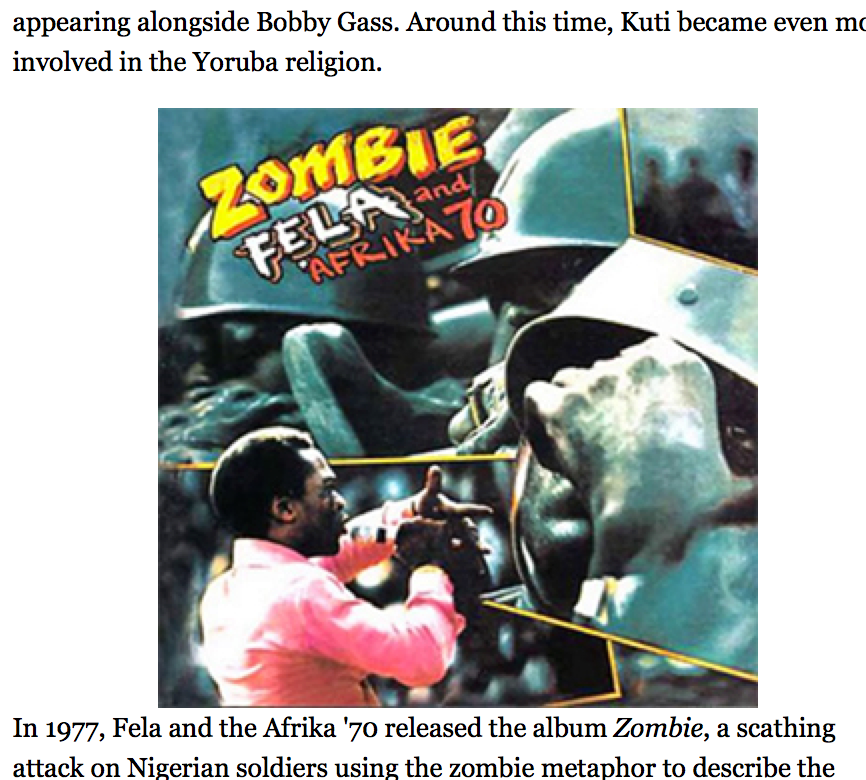 appearing alongside Bobby Gass. Around this time, Kuti became even
involved in the Yoruba religion.
ZOMBIE
FELA and
AFRIKA 70
In 1977, Fela and the Afrika '70 released the album Zombie, a scathing
attack on Nigerian soldiers using the zombie metaphor to describe the